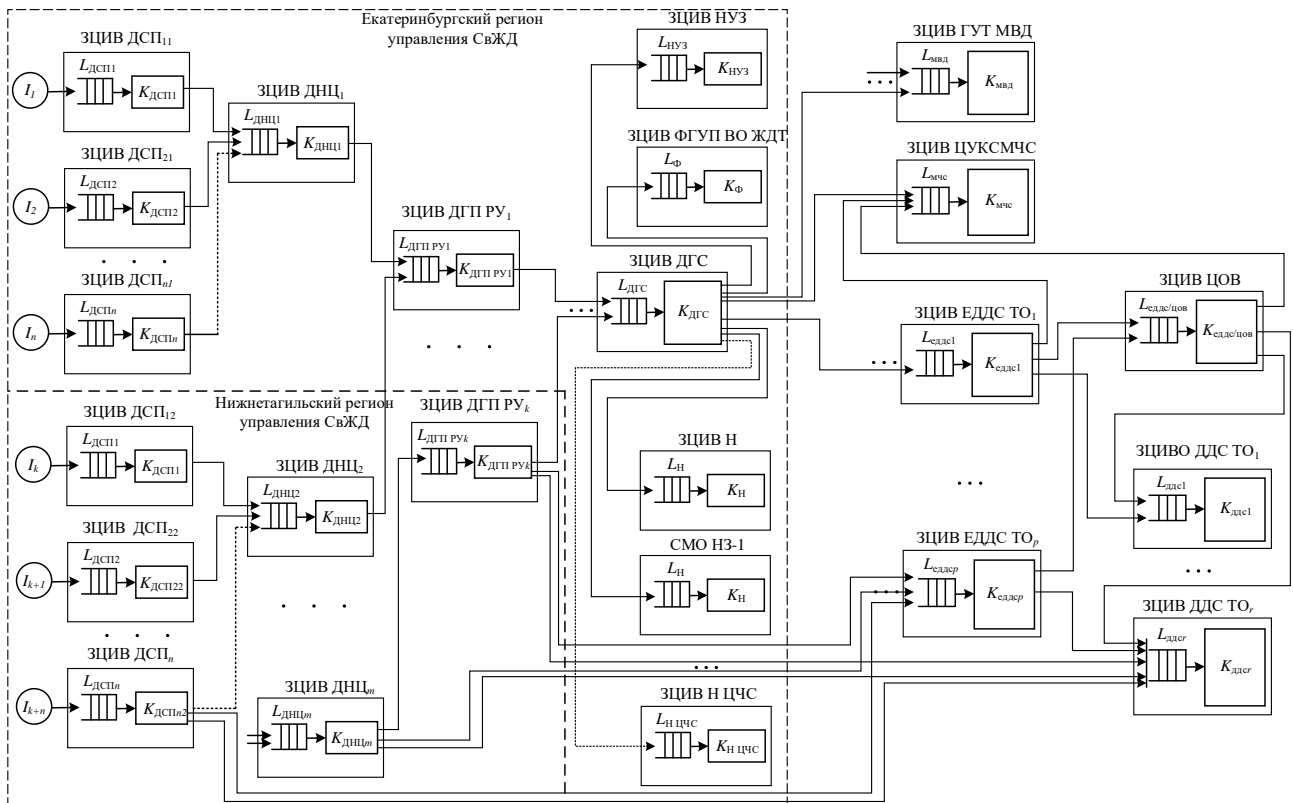 Екатеринбургский регион
управления СвЖД
ЗЦИВ ДСП11
LДСП1
KДСП1
I1
ЗЦИВ ДСП21
LДСП2
KДСП2
I2
. . .
ЗЦИВ ДСПn1
LДСПn
KДСПn
In
ЗЦИВ ДНЦ1
LДНЦ1
KДНЦ1
ЗЦИВ ДГП РУ1
LДГП РУ1
KДГП РУ1
. . .
ЗЦИВ НУЗ
LНУЗ
KНУЗ
ЗЦИВ ФГУП ВО ЖДТ
LФ
KФ
ЗЦИВ ДГС
LДГС
KДГС
...
ЗЦИВ ГУТ МВД
Lмвд
Kмвд
...
ЗЦИВ ЦУКСМЧС
Lмчс
Kмчс
ЗЦИВ ЕДДС ТО1
Lеддс1
Kеддс1
...
ЗЦИВ ЦОВ
Lеддс/цов
Kеддс/цов
Нижнетагильский регион
управления СвЖД
ЗЦИВ ДСП12
LДСП1
KДСП1
Ik
ЗЦИВ ДСП22
LДСП2
KДСП22
Ik+1
. . .
ЗЦИВ ДСПn
LДСПn
KДСПn2
Ik+n
ЗЦИВ ДНЦ2
LДНЦ2
KДНЦ2
. . .
ЗЦИВ ДНЦm
LДНЦm
KДНЦm
ЗЦИВ ДГП РУk
LДГП РУk
KДГП РУk
ЗЦИВ Н
LН
KН
СМО НЗ-1
LН
KН
...
ЗЦИВ Н ЦЧС
LН ЦЧС
KН ЦЧС
...
ЗЦИВ ЕДДС ТОp
Lеддсp
Kеддсp
...
ЗЦИВО ДДС ТО1
Lддс1
Kддс1
...
ЗЦИВ ДДС ТОr
Lддсr
Kддсr